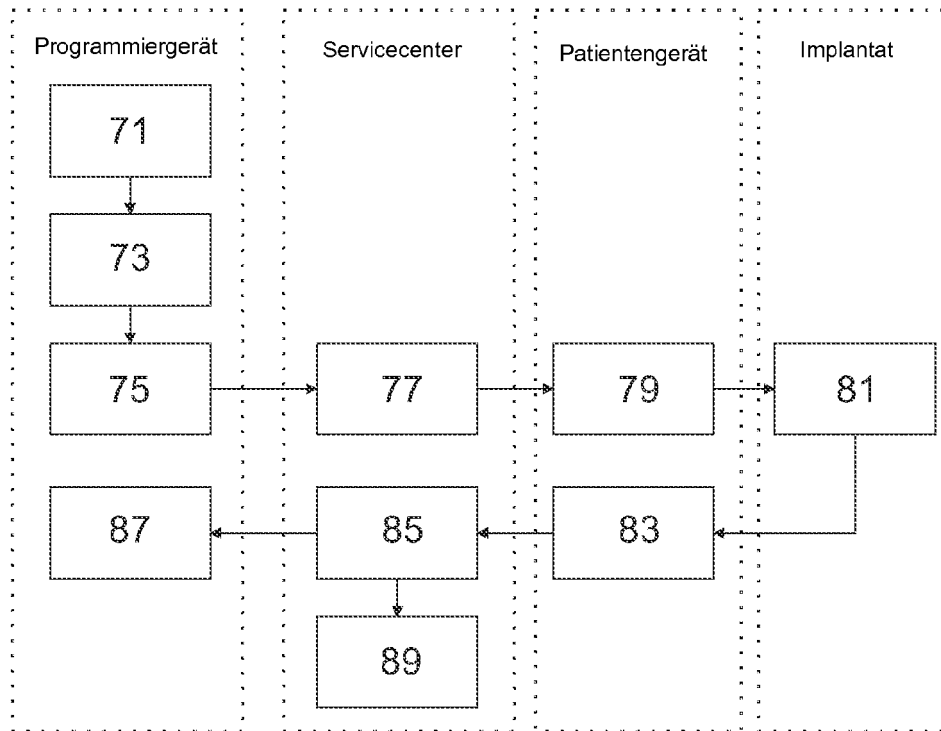 Programmiergerät
Servicecenter
Patientengerät
Implantat
71
73
75
77
79
81
87
85
83
89